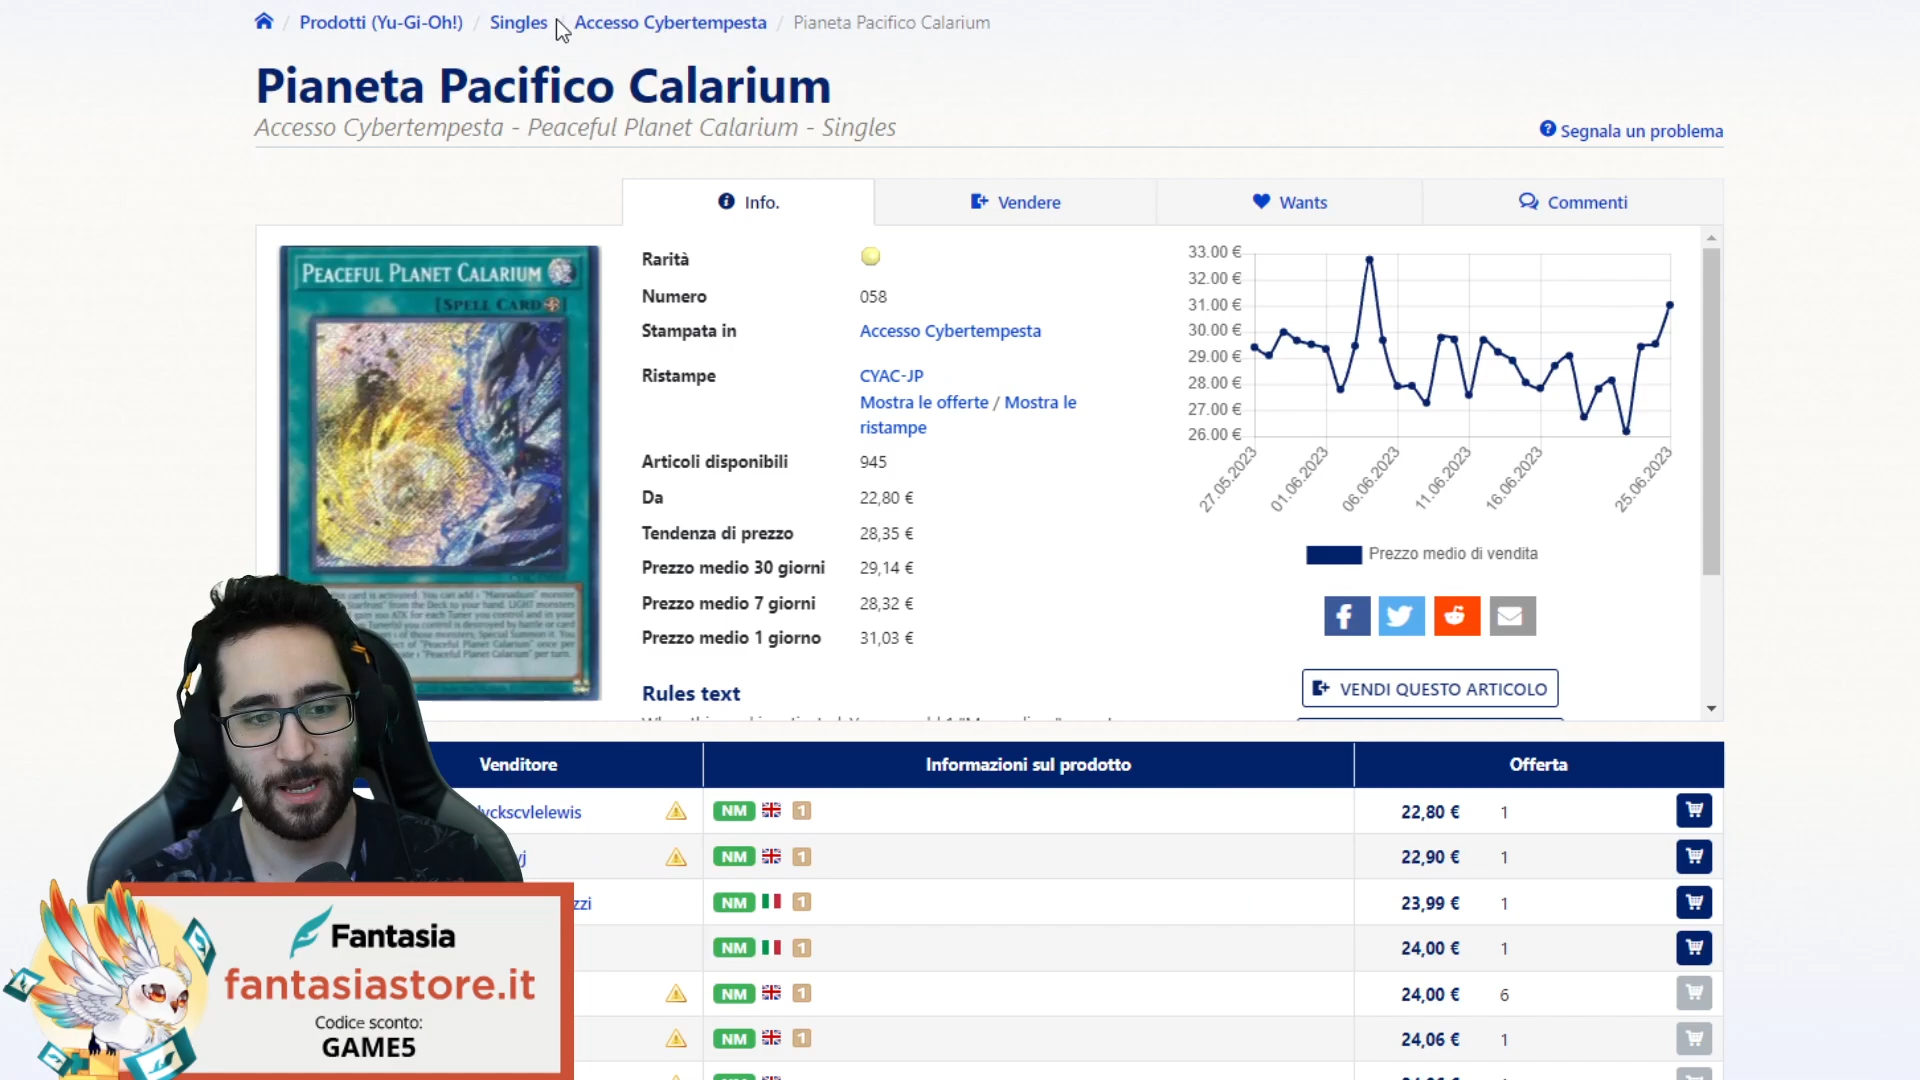 Prodotti (Yu-Gi-Oh!) / Singles / Accesso Cybertempesta / Pianeta Pacifico Calarium
Pianeta Pacifico Calarium
Accesso Cybertempesta - Peaceful Planet Calarium - Singles
Segnala un problema
Info.
Vendere
Wants
Commenti
PEACEFUL PLANET CALARIUM
[SPELL CARD]
Rarità
Numero 058
Stampata in Accesso Cybertempesta
Ristampe CYAC-JP
Mostra le offerte / Mostra le
ristampe
Articoli disponibili 945
Da 22,80 €
Tendenza di prezzo 28,35 €
Prezzo medio 30 giorni 29,14 €
Prezzo medio 7 giorni 28,32 €
Prezzo medio 1 giorno 31,03 €
Rules text
33.00 €
32.00 €
31.00 €
30.00 €
29.00 €
28.00 €
27.00 €
26.00 €
27.05.2023
01.06.2023
06.06.2023
11.06.2023
16.06.2023
25.06.2023
Prezzo medio di vendita
VENDI QUESTO ARTICOLO
Venditore
Informazioni sul prodotto
Offerta
NM 1 22,80 € 1
NM 1 22,90 € 1
NM 1 23,99 € 1
NM 1 24,00 € 1
NM 1 24,00 € 6
NM 1 24,06 € 1
Fantasia
fantasiastore.it
Codice sconto:
GAME5